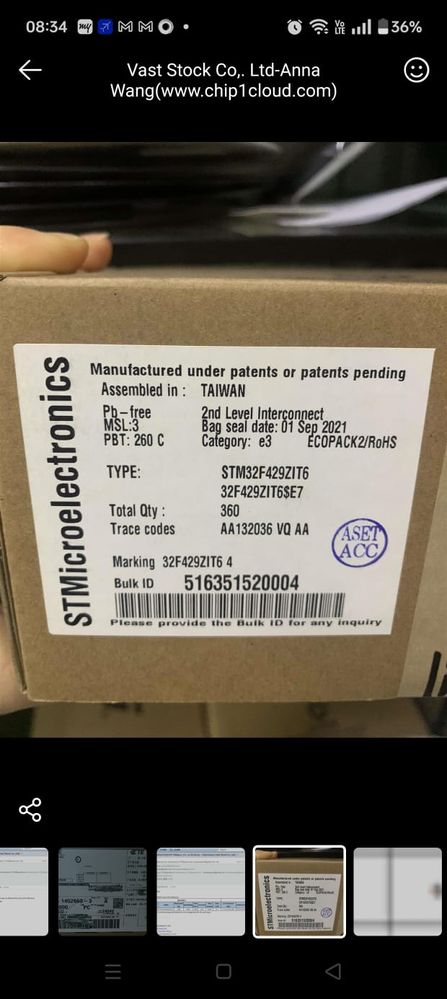 08:34
my
M M
Vo LTE
36%
Vast Stock Co,. Ltd-Anna
Wang(www.chip1cloud.com)
STMicroelectronics
Manufactured under patents or patents pending
Assembled in : TAIWAN
Pb-free 2nd Level Interconnect
MSL:3 Bag seal date: 01 Sep 2021
PBT: 260 C Category: e3 ECOPACK2/RoHS
TYPE: STM32F429ZIT6
32F429ZIT6$E7
Total Qty : 360
Trace codes AA132036 VQ AA
ASET
ACC
Marking 32F429ZIT6 4
Bulk ID 516351520004
Please provide the Bulk ID for any inquiry